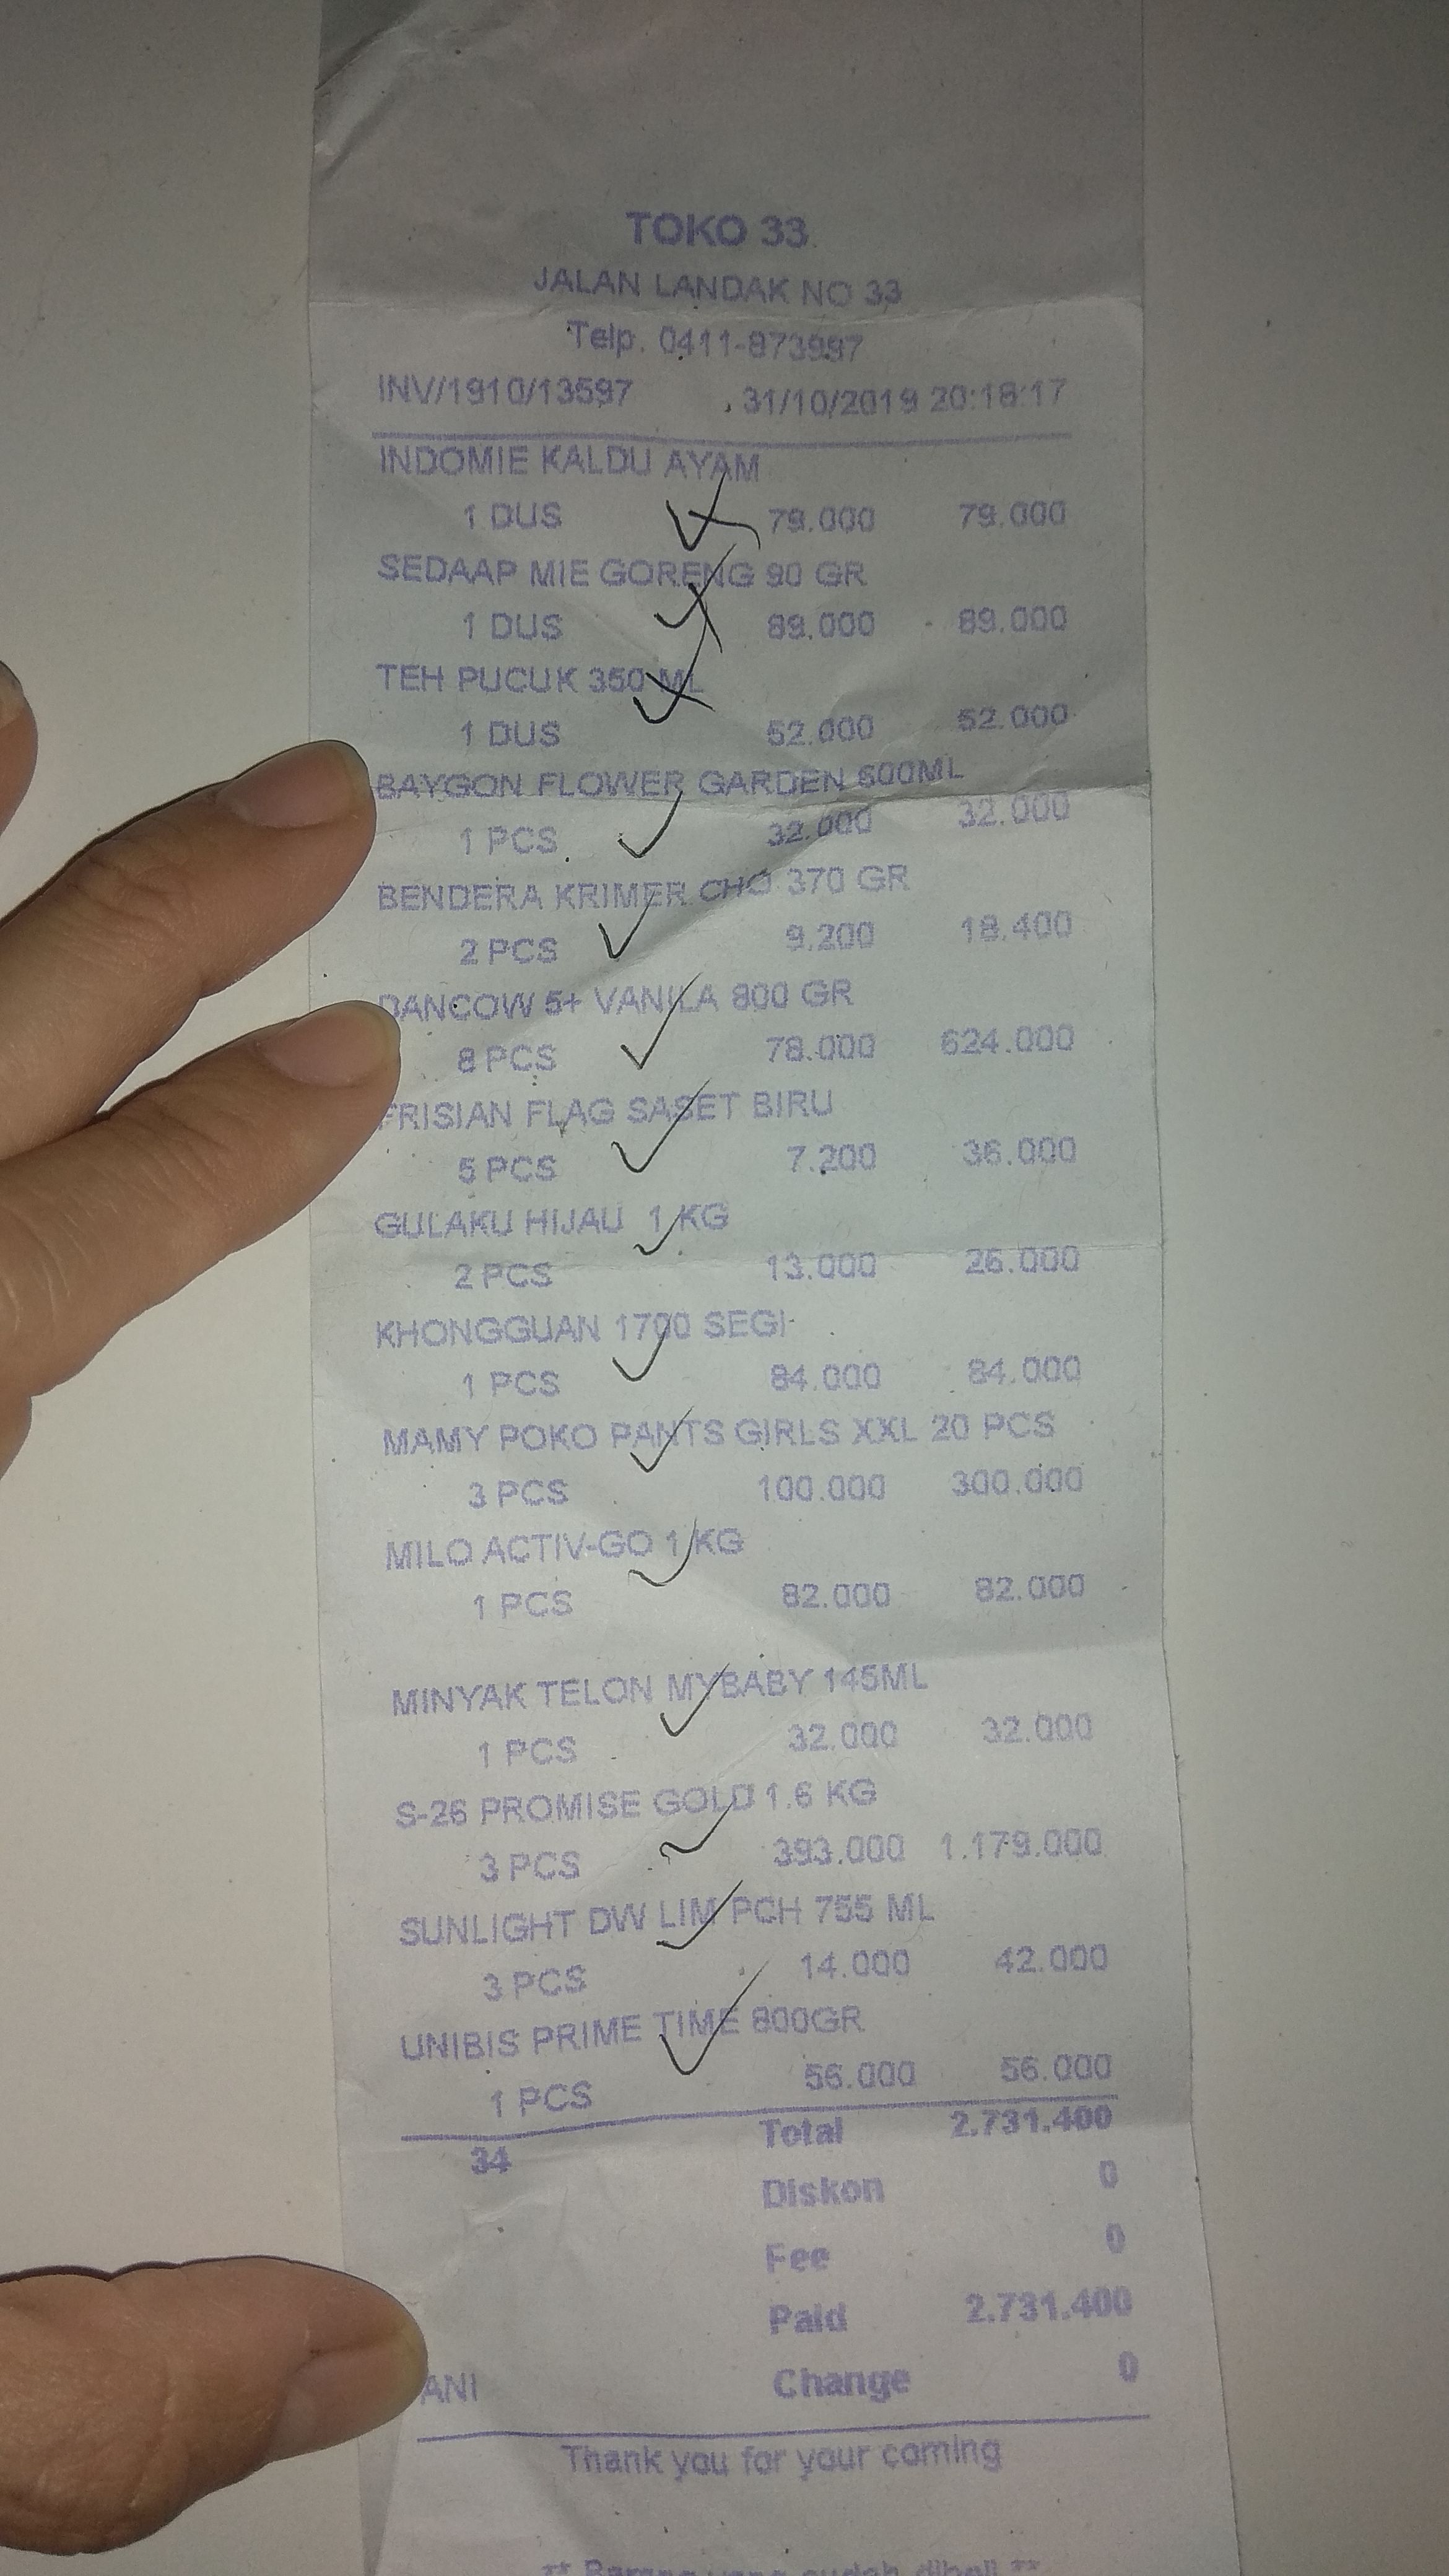 TOKO 33
JALAN LANDAK NO 33
Telp. 0411-873997
INV/1910/13597 31/10/2019 20:18:17
INDOMIE KALDU AYAM
1 DUS 79.000 79.000
SEDAAP MIE GORENG 90 GR
1 DUS 89.000 89.000
TEH PUCUK 350 ML
1 DUS 52.000 52.000
BAYGON FLOWER GARDEN 600ML
1 PCS 32.000 32.000
BENDERA KRIMER CHO 370 GR
2 PCS 9.200 18.400
DANCOW 5+ VANILA 800 GR
8 PCS 78.000 624.000
FRISIAN FLAG SASET BIRU
5 PCS 7.200 36.000
GULAKU HIJAU 1 KG
2 PCS 13.000 26.000
KHONGGUAN 1700 SEGI
1 PCS 84.000 84.000
MAMY POKO PANTS GIRLS XXL 20 PCS
3 PCS 100.000 300.000
MILO ACTIV-GO 1 KG
1 PCS 82.000 82.000
MINYAK TELON MYBABY 145ML
1 PCS 32.000 32.000
S-26 PROMISE GOLD 1.6 KG
3 PCS 393.000 1.179.000
SUNLIGHT DW LIM PCH 755 ML
3 PCS 14.000 42.000
UNIBIS PRIME TIME 800GR
1 PCS 56.000 56.000
34 Total 2.731.400
Diskon 0
Fee 0
Paid 2.731.400
ANI Change 0
Thank you for your coming
** Barang yang sudah dibeli **